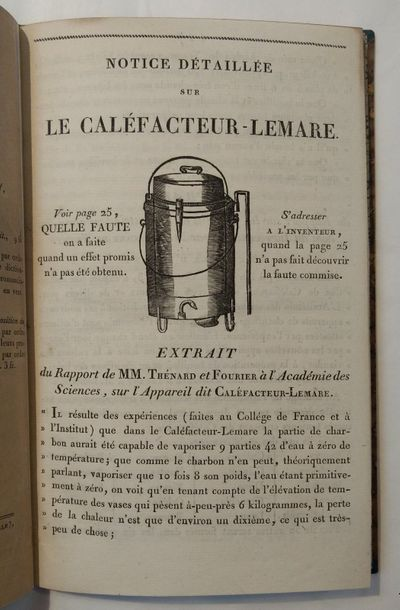 NOTICE DÉTAILLÉE
SUR
LE CALÉFACTEUR-LEMARE.
Voir page 25,
QUELLE FAUTE
on a faite
quand un effet promis
n'a pas été obtenu.
S'adresser
A L'INVENTEUR,
quand la page 25
n'a pas fait découvrir
la faute commise.
EXTRAIT
du Rapport de MM. THÉNARD et FOURIER à l'Académie des
Sciences, sur l'Appareil dit CALÉFACTEUR-LEMARE.
« IL résulte des expériences (faites au Collége de France et à
» l'Institut) que dans le Caléfacteur-Lemare la partie de char-
» bon aurait été capable de vaporiser 9 parties 42 d'eau à zéro de
» température; que comme le charbon n'en peut, théoriquement
» parlant, vaporiser que 10 fois 8 son poids, l'eau étant primitive-
» ment à zéro, on voit qu'en tenant compte de l'élévation de tem-
» pérature des vases qui pèsent à-peu-près 6 kilogrammes, la perte
» de la chaleur n'est que d'environ un dixième, ce qui est très-
» peu de chose;